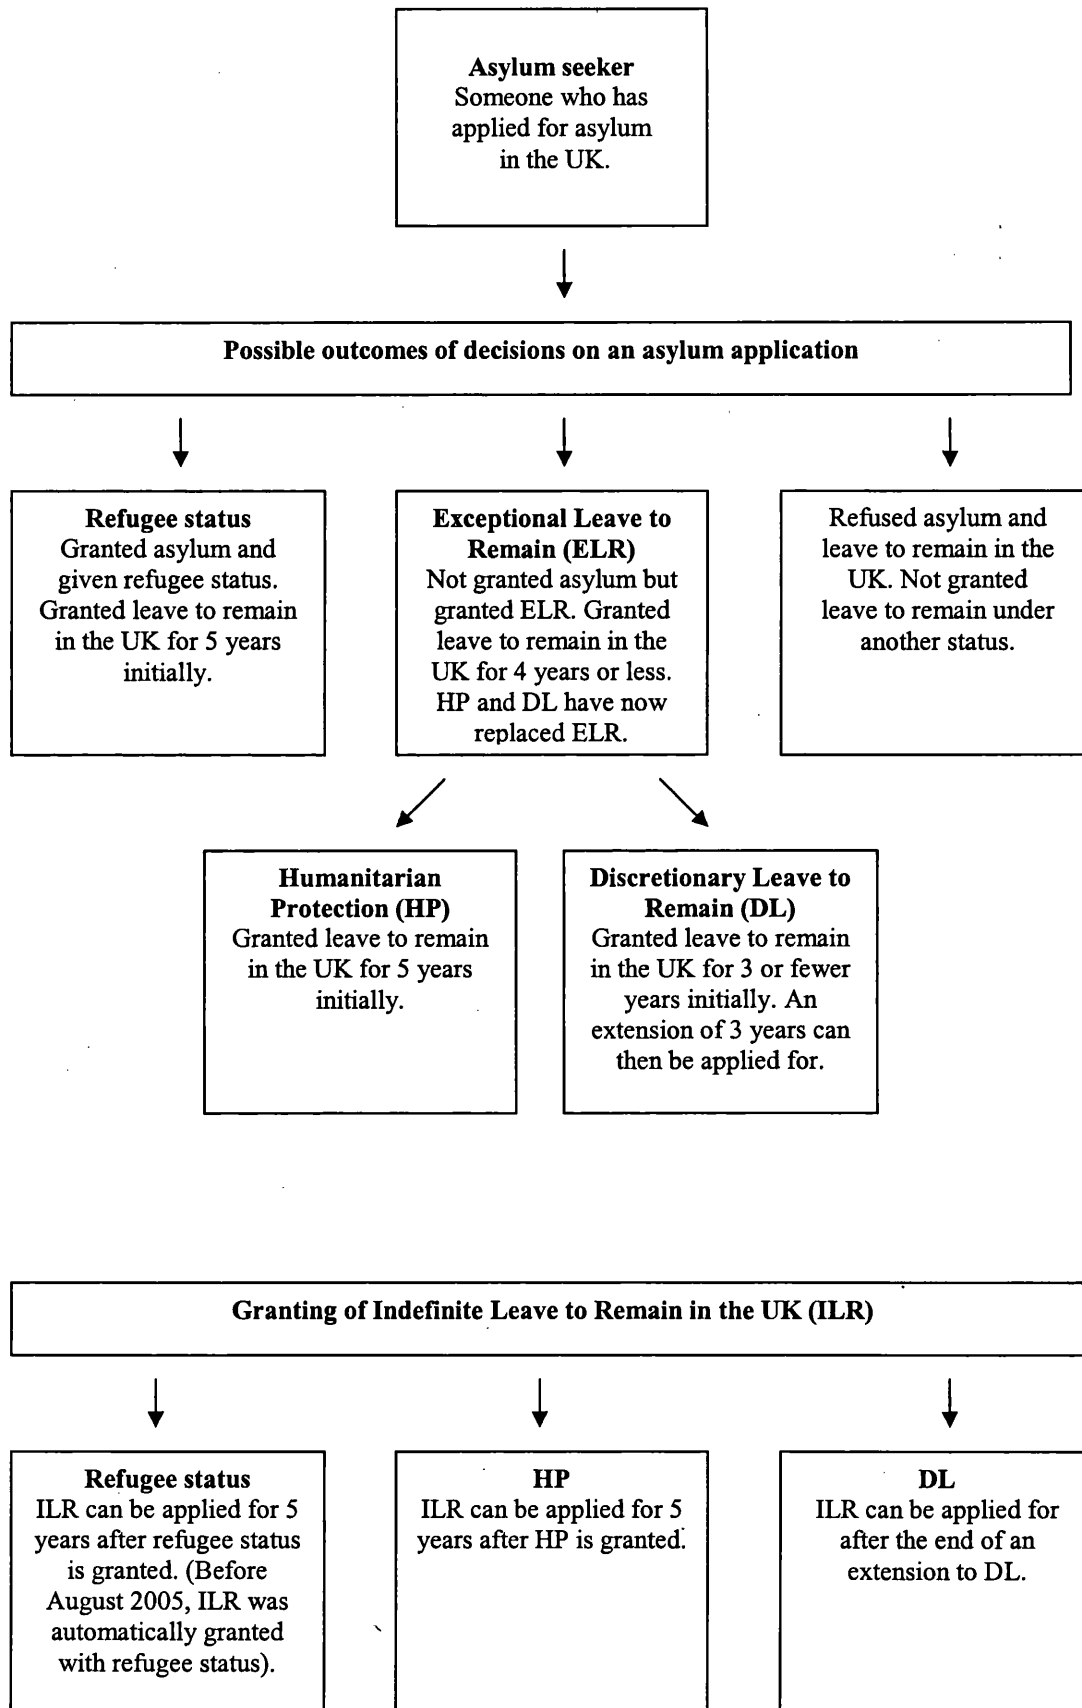 Asylum seeker
Someone who has
applied for asylum
in the UK.
Possible outcomes of decisions on an asylum application
Refugee status
Granted asylum and
given refugee status.
Granted leave to remain
in the UK for 5 years
initially.
Exceptional Leave to
Remain (ELR)
Not granted asylum but
granted ELR. Granted
leave to remain in the
UK for 4 years or less.
HP and DL have now
replaced ELR.
Refused asylum and
leave to remain in the
UK. Not granted
leave to remain under
another status.
Humanitarian
Protection (HP)
Granted leave to remain
in the UK for 5 years
initially.
Discretionary Leave to
Remain (DL)
Granted leave to remain
in the UK for 3 or fewer
years initially. An
extension of 3 years can
then be applied for.
Granting of Indefinite Leave to Remain in the UK (ILR)
Refugee status
ILR can be applied for 5
years after refugee status
is granted. (Before
August 2005, ILR was
automatically granted
with refugee status).
HP
ILR can be applied for 5
years after HP is granted.
DL
ILR can be applied for
after the end of an
extension to DL.